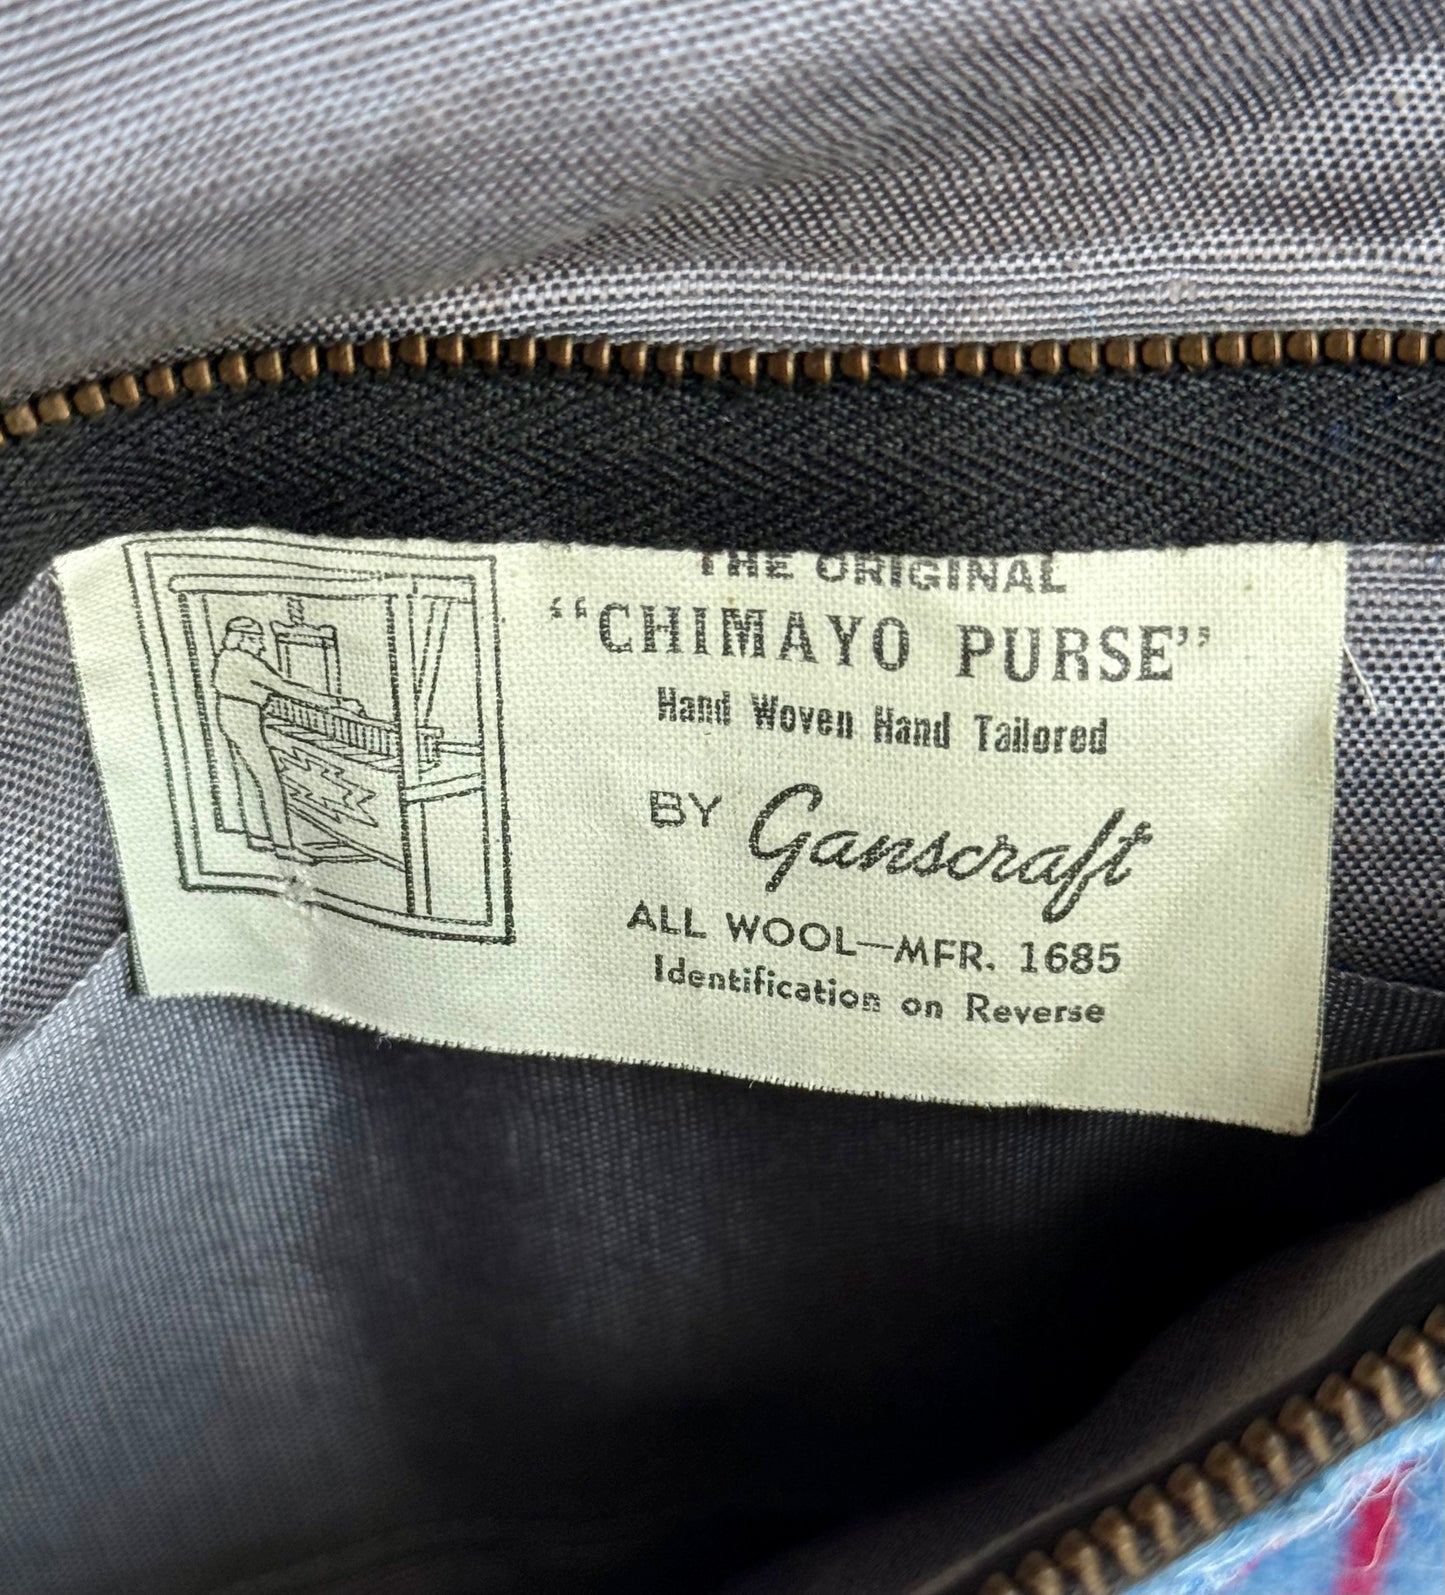 THE ORIGINAL
“CHIMAYO PURSE”
Hand Woven Hand Tailored
BY Ganscraft
ALL WOOL—MFR. 1685
Identification on Reverse